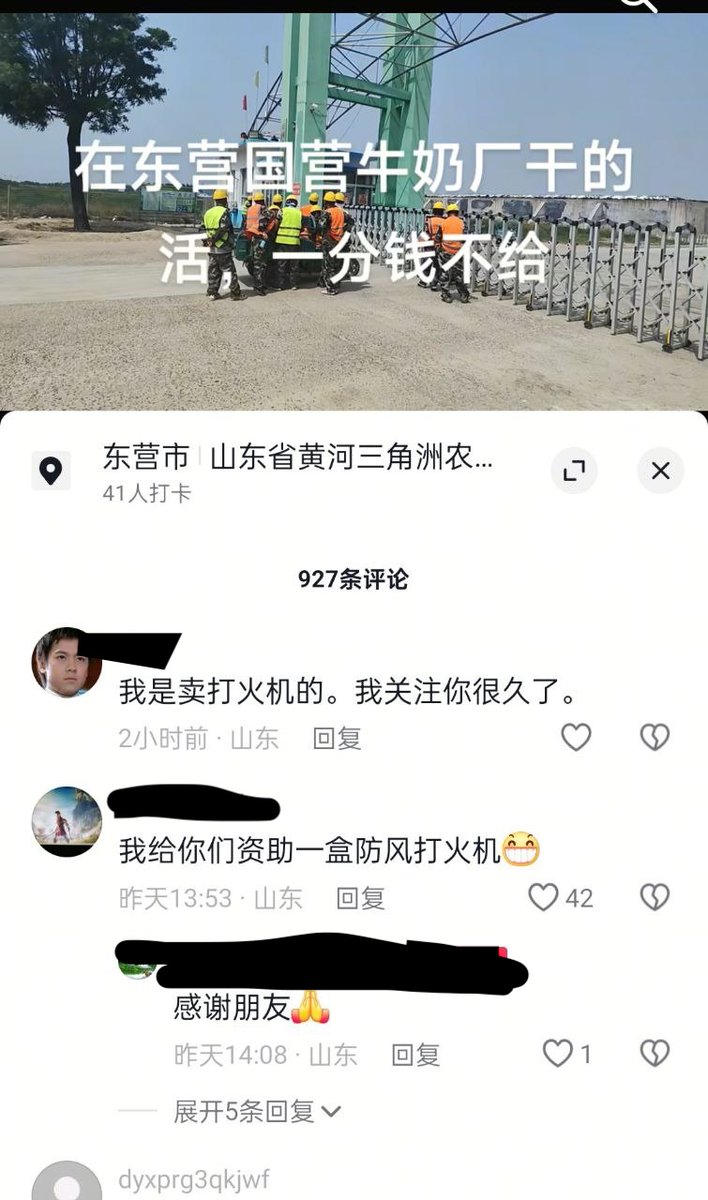 在东营国营牛奶厂干的
活，一分钱不给
东营市 山东省黄河三角洲农...
41人打卡
927条评论
我是卖打火机的。我关注你很久了。
2小时前 · 山东 回复
我给你们资助一盒防风打火机😁
昨天13:53 · 山东 回复 42
感谢朋友🙏
昨天14:08 · 山东 回复 1
展开5条回复
dyxprg3qkjwf